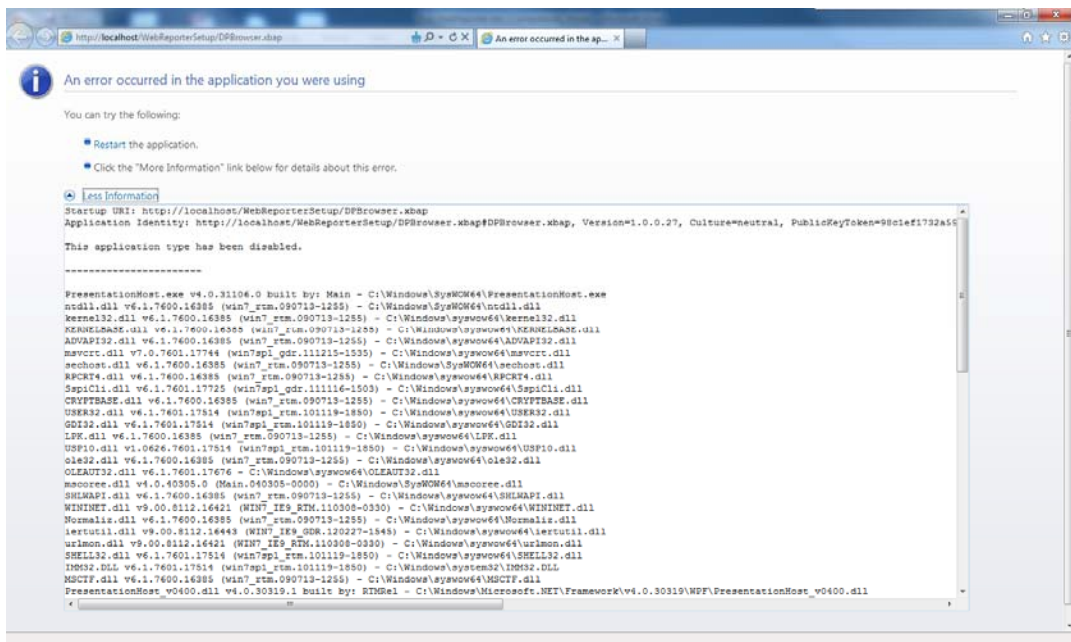 http://localhost/WebReporterSetup/DPBrowser.xbap
An error occurred in the ap...
An error occurred in the application you were using
You can try the following:
Restart the application.
Click the "More Information" link below for details about this error.
Less Information
Startup URI: http://localhost/WebReporterSetup/DPBrowser.xbap
Application Identity: http://localhost/WebReporterSetup/DPBrowser.xbap#DPBrowser.xbap, Version=1.0.0.27, Culture=neutral, PublicKeyToken=98c1ef1732a59
This application type has been disabled.
------------------------
PresentationHost.exe v4.0.31106.0 built by: Main - C:\Windows\SysWOW64\PresentationHost.exe
ntdll.dll v6.1.7600.16385 (win7_rtm.090713-1255) - C:\Windows\SysWOW64\ntdll.dll
kernel32.dll v6.1.7600.16385 (win7_rtm.090713-1255) - C:\Windows\syswow64\kernel32.dll
KERNELBASE.dll v6.1.7600.16385 (win7_rtm.090713-1255) - C:\Windows\syswow64\KERNELBASE.dll
ADVAPI32.dll v6.1.7600.16385 (win7_rtm.090713-1255) - C:\Windows\syswow64\ADVAPI32.dll
msvcrt.dll v7.0.7601.17744 (win7sp1_gdr.111215-1535) - C:\Windows\syswow64\msvcrt.dll
sechost.dll v6.1.7600.16385 (win7_rtm.090713-1255) - C:\Windows\SysWOW64\sechost.dll
RPCRT4.dll v6.1.7600.16385 (win7_rtm.090713-1255) - C:\Windows\syswow64\RPCRT4.dll
SspiCli.dll v6.1.7601.17725 (win7sp1_gdr.111116-1503) - C:\Windows\syswow64\SspiCli.dll
CRYPTBASE.dll v6.1.7600.16385 (win7_rtm.090713-1255) - C:\Windows\syswow64\CRYPTBASE.dll
USER32.dll v6.1.7601.17514 (win7sp1_rtm.101119-1850) - C:\Windows\syswow64\USER32.dll
GDI32.dll v6.1.7601.17514 (win7sp1_rtm.101119-1850) - C:\Windows\syswow64\GDI32.dll
LPK.dll v6.1.7600.16385 (win7_rtm.090713-1255) - C:\Windows\syswow64\LPK.dll
USP10.dll v1.0626.7601.17514 (win7sp1_rtm.101119-1850) - C:\Windows\syswow64\USP10.dll
ole32.dll v6.1.7600.16385 (win7_rtm.090713-1255) - C:\Windows\syswow64\ole32.dll
OLEAUT32.dll v6.1.7601.17676 - C:\Windows\syswow64\OLEAUT32.dll
mscoree.dll v4.0.40305.0 (Main.040305-0000) - C:\Windows\SysWOW64\mscoree.dll
SHLWAPI.dll v6.1.7600.16385 (win7_rtm.090713-1255) - C:\Windows\syswow64\SHLWAPI.dll
WININET.dll v9.00.8112.16421 (WIN7_IE9_RTM.110308-0330) - C:\Windows\syswow64\WININET.dll
Normaliz.dll v6.1.7600.16385 (win7_rtm.090713-1255) - C:\Windows\syswow64\Normaliz.dll
iertutil.dll v9.00.8112.16443 (WIN7_IE9_GDR.120227-1545) - C:\Windows\syswow64\iertutil.dll
urlmon.dll v9.00.8112.16421 (WIN7_IE9_RTM.110308-0330) - C:\Windows\syswow64\urlmon.dll
SHELL32.dll v6.1.7601.17514 (win7sp1_rtm.101119-1850) - C:\Windows\syswow64\SHELL32.dll
IMM32.DLL v6.1.7601.17514 (win7sp1_rtm.101119-1850) - C:\Windows\system32\IMM32.DLL
MSCTF.dll v6.1.7600.16385 (win7_rtm.090713-1255) - C:\Windows\syswow64\MSCTF.dll
PresentationHost_v0400.dll v4.0.30319.1 built by: RTMRel - C:\Windows\Microsoft.NET\Framework\v4.0.30319\WPF\PresentationHost_v0400.dll